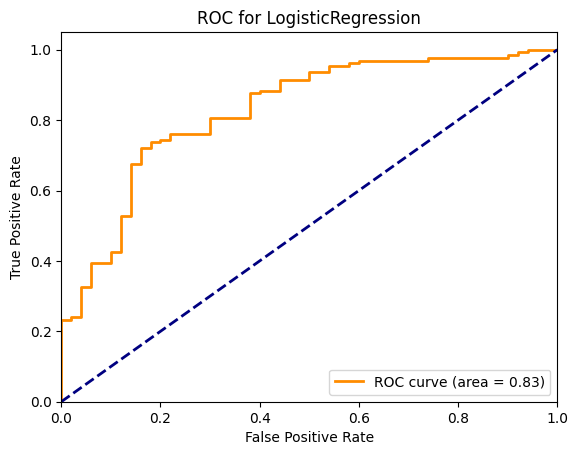 ROC for LogisticRegression
1.0
0.8
0.6
0.4
0.2
0.0
True Positive Rate
0.0 0.2 0.4 0.6 0.8 1.0
False Positive Rate
ROC curve (area = 0.83)